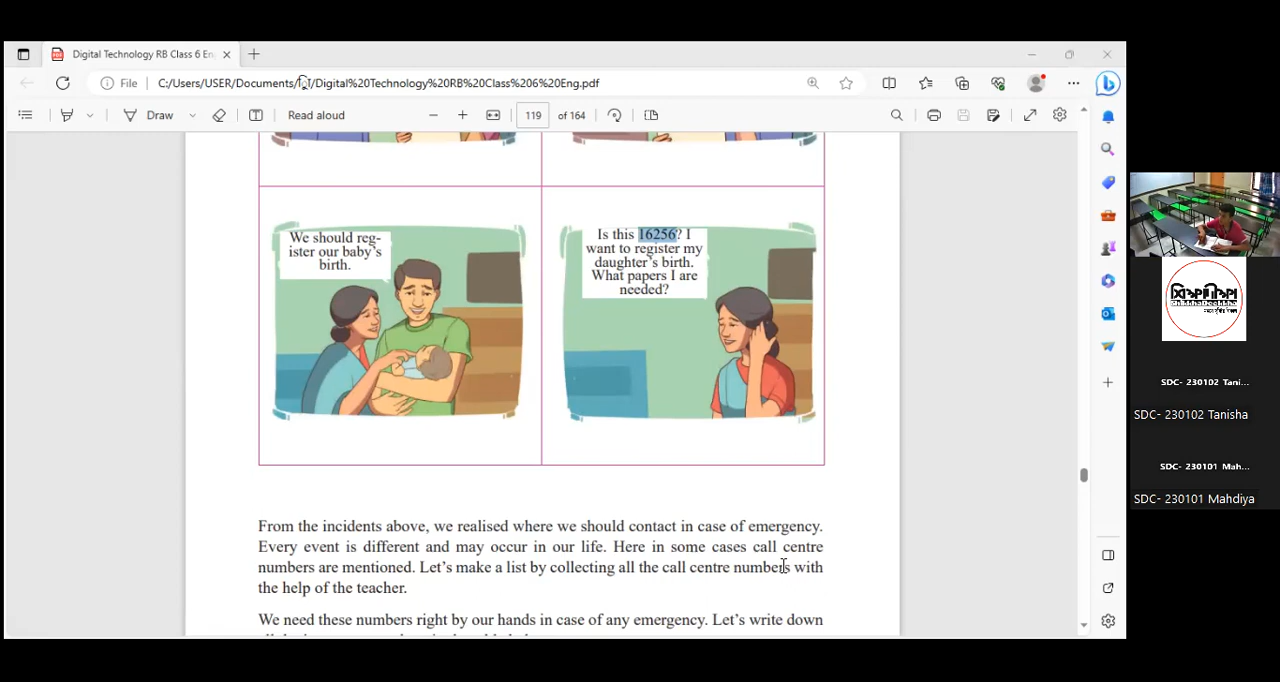 Digital Technology RB Class 6 En
File
C:/Users/USER/Documents/
/Digital%20Technology%20RB%20Class%206%20Eng.pdf
Draw
Read aloud
119
of 164
We should reg-
ister our baby's
birth.
Is this 16256? I
want to register my
daughter's birth.
What papers I are
needed?
From the incidents above, we realised where we should contact in case of emergency.
Every event is different and may occur in our life. Here in some cases call centre
numbers are mentioned. Let's make a list by collecting all the call centre numbers with
the help of the teacher.
We need these numbers right by our hands in case of any emergency. Let's write down
SDC- 230102 Tani...
SDC- 230102 Tanisha
SDC- 230101 Mah...
SDC- 230101 Mahdiya